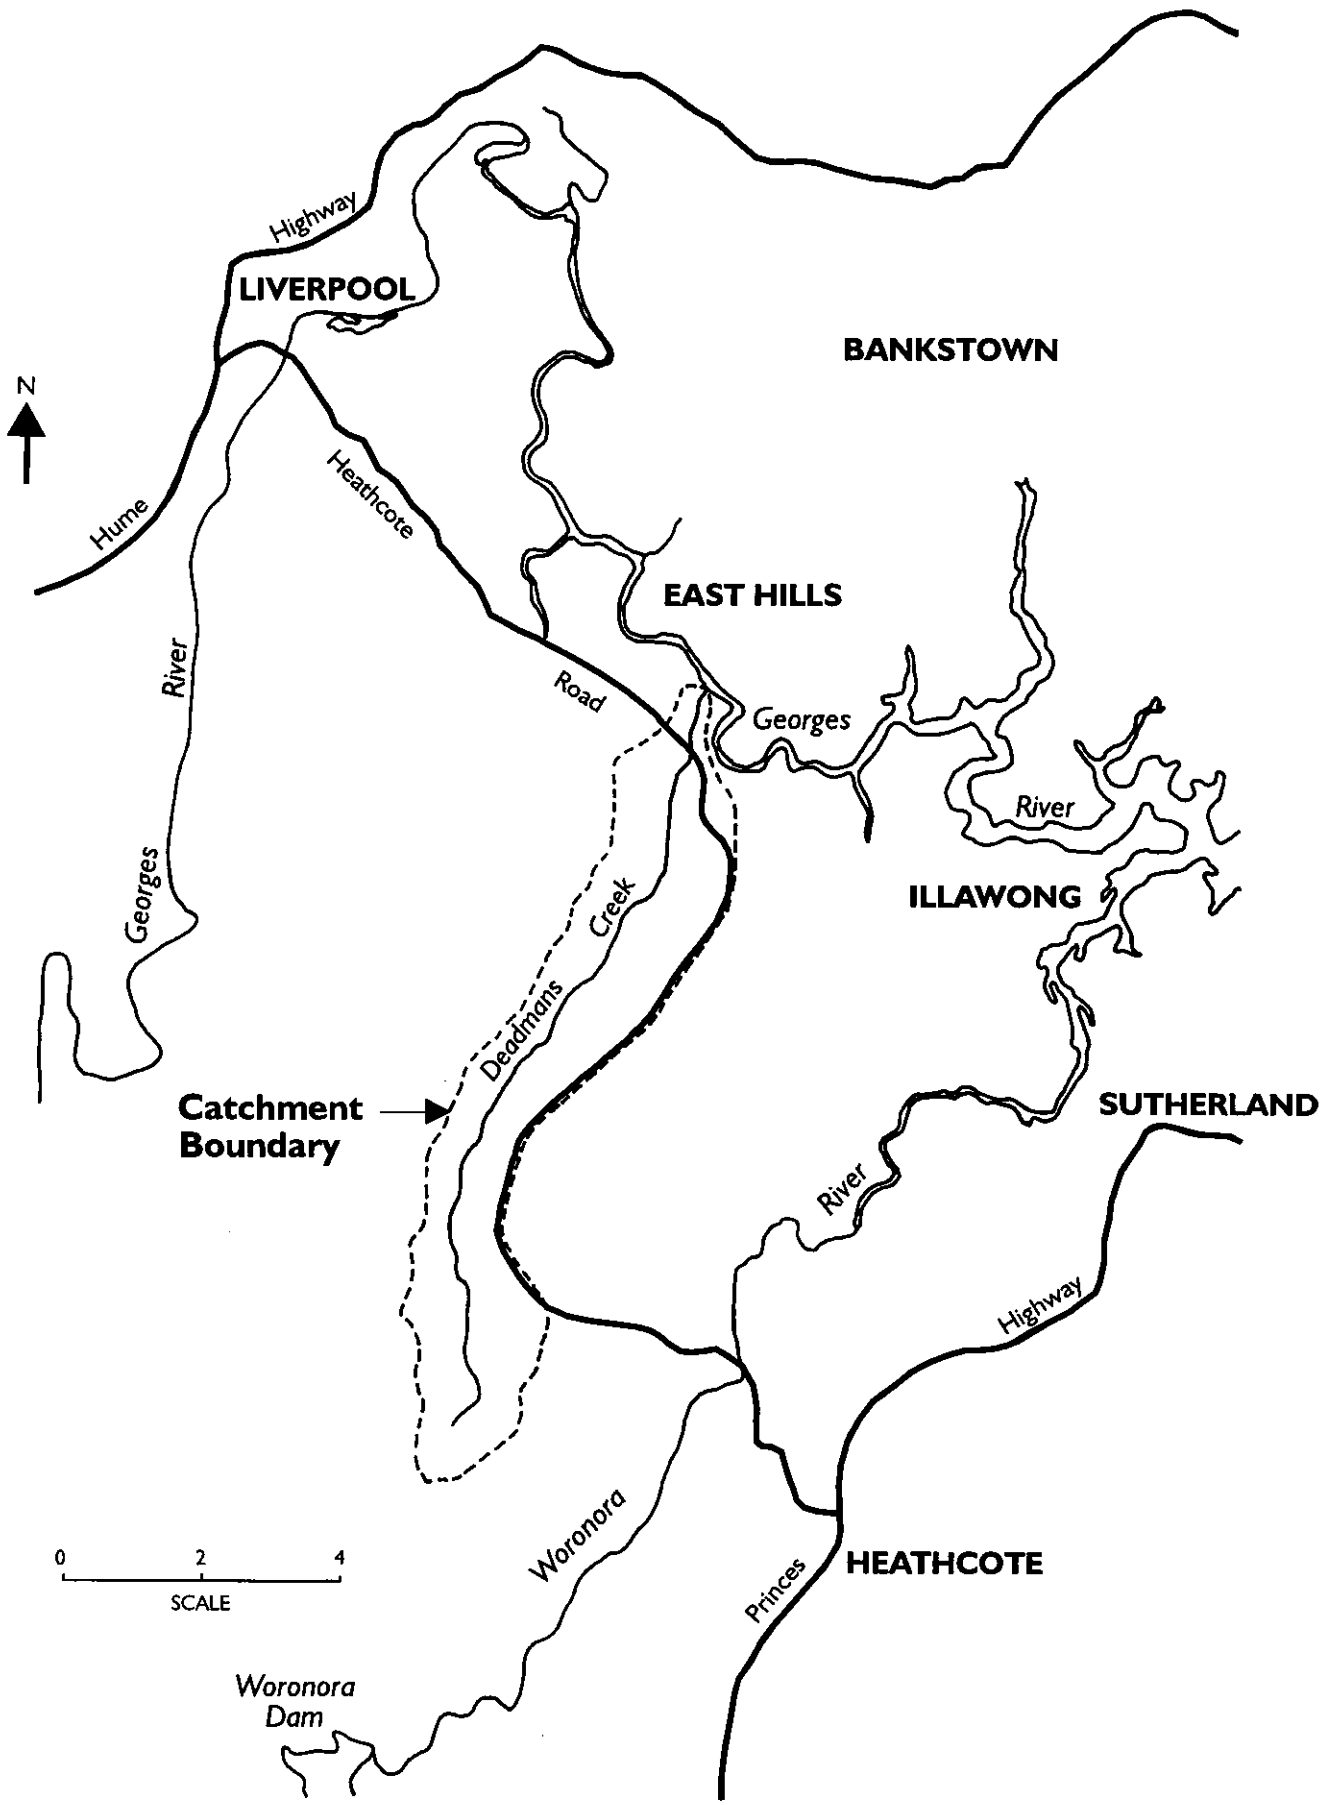 Highway
LIVERPOOL
BANKSTOWN
N
Heathcote
Hume
EAST HILLS
River
Road
Georges
River
Georges
Creek
ILLAWONG
Deadmans
Catchment
Boundary
SUTHERLAND
River
Highway
Woronora
HEATHCOTE
Princes
0 2 4
SCALE
Woronora
Dam